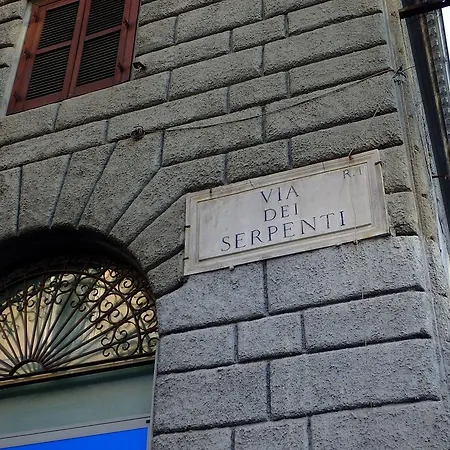 R. I
VIA
DEI
SERPENTI